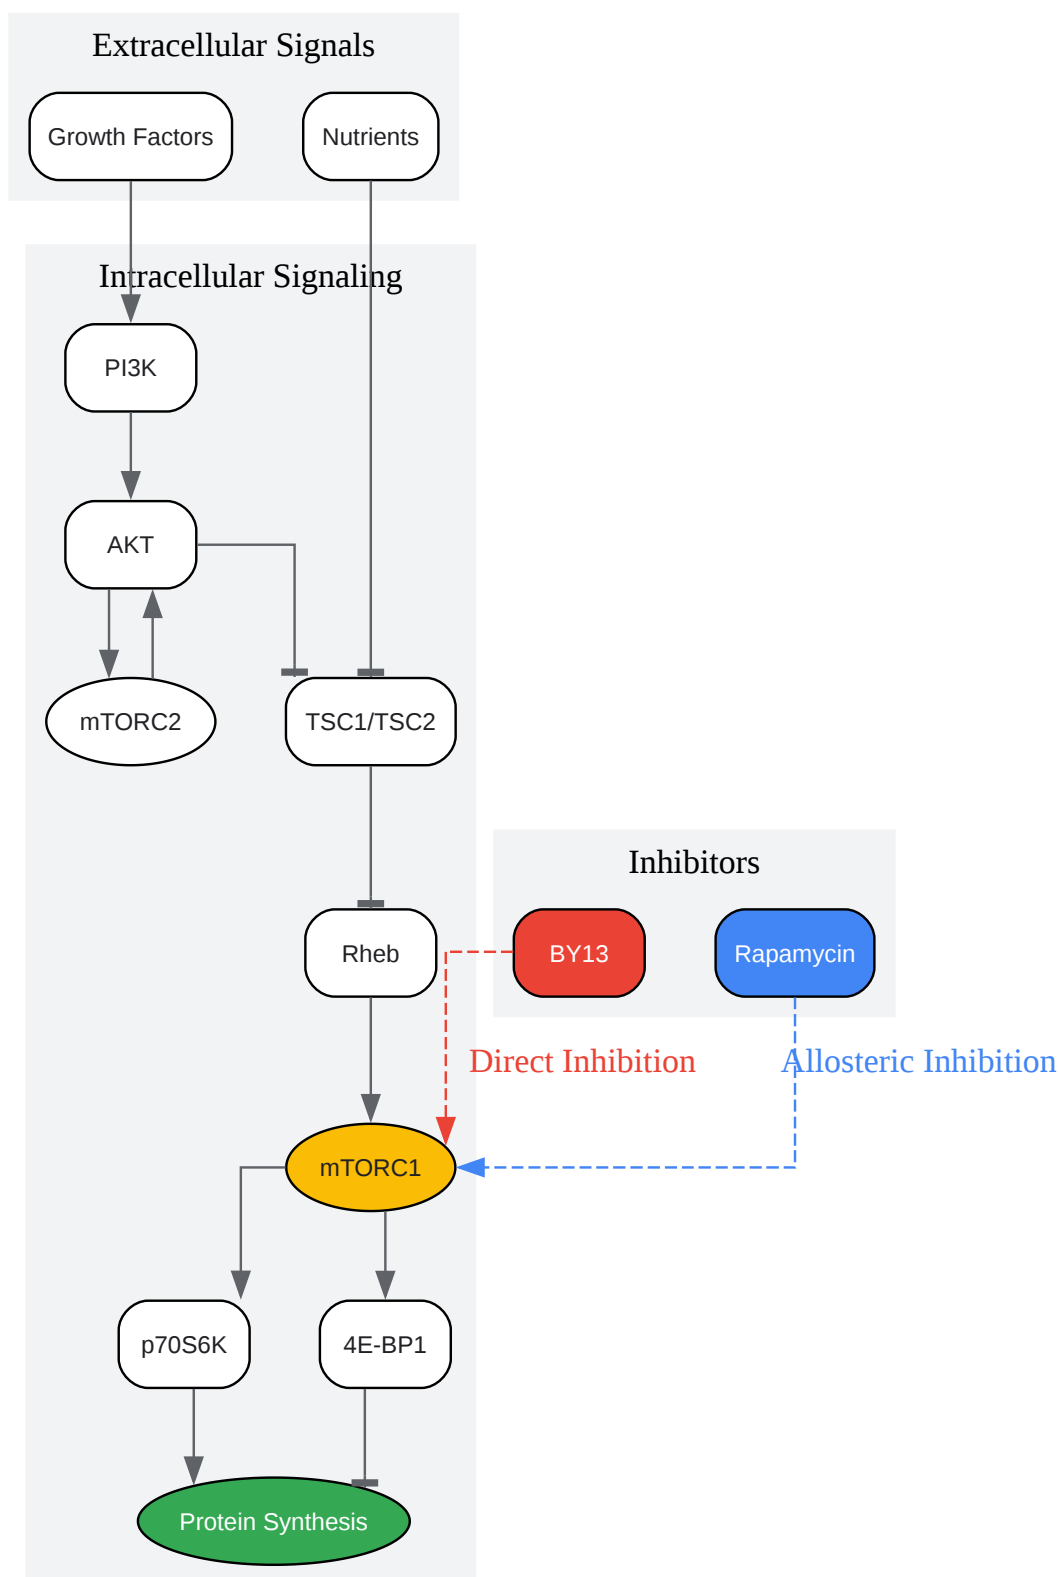 Extracellular Signals
Growth Factors
Nutrients
Intracellular Signaling
PI3K
AKT
mTORC2
TSC1/TSC2
Inhibitors
Rheb
BY13
Rapamycin
Direct Inhibition
Allosteric Inhibition
mTORC1
p70S6K
4E-BP1
Protein Synthesis